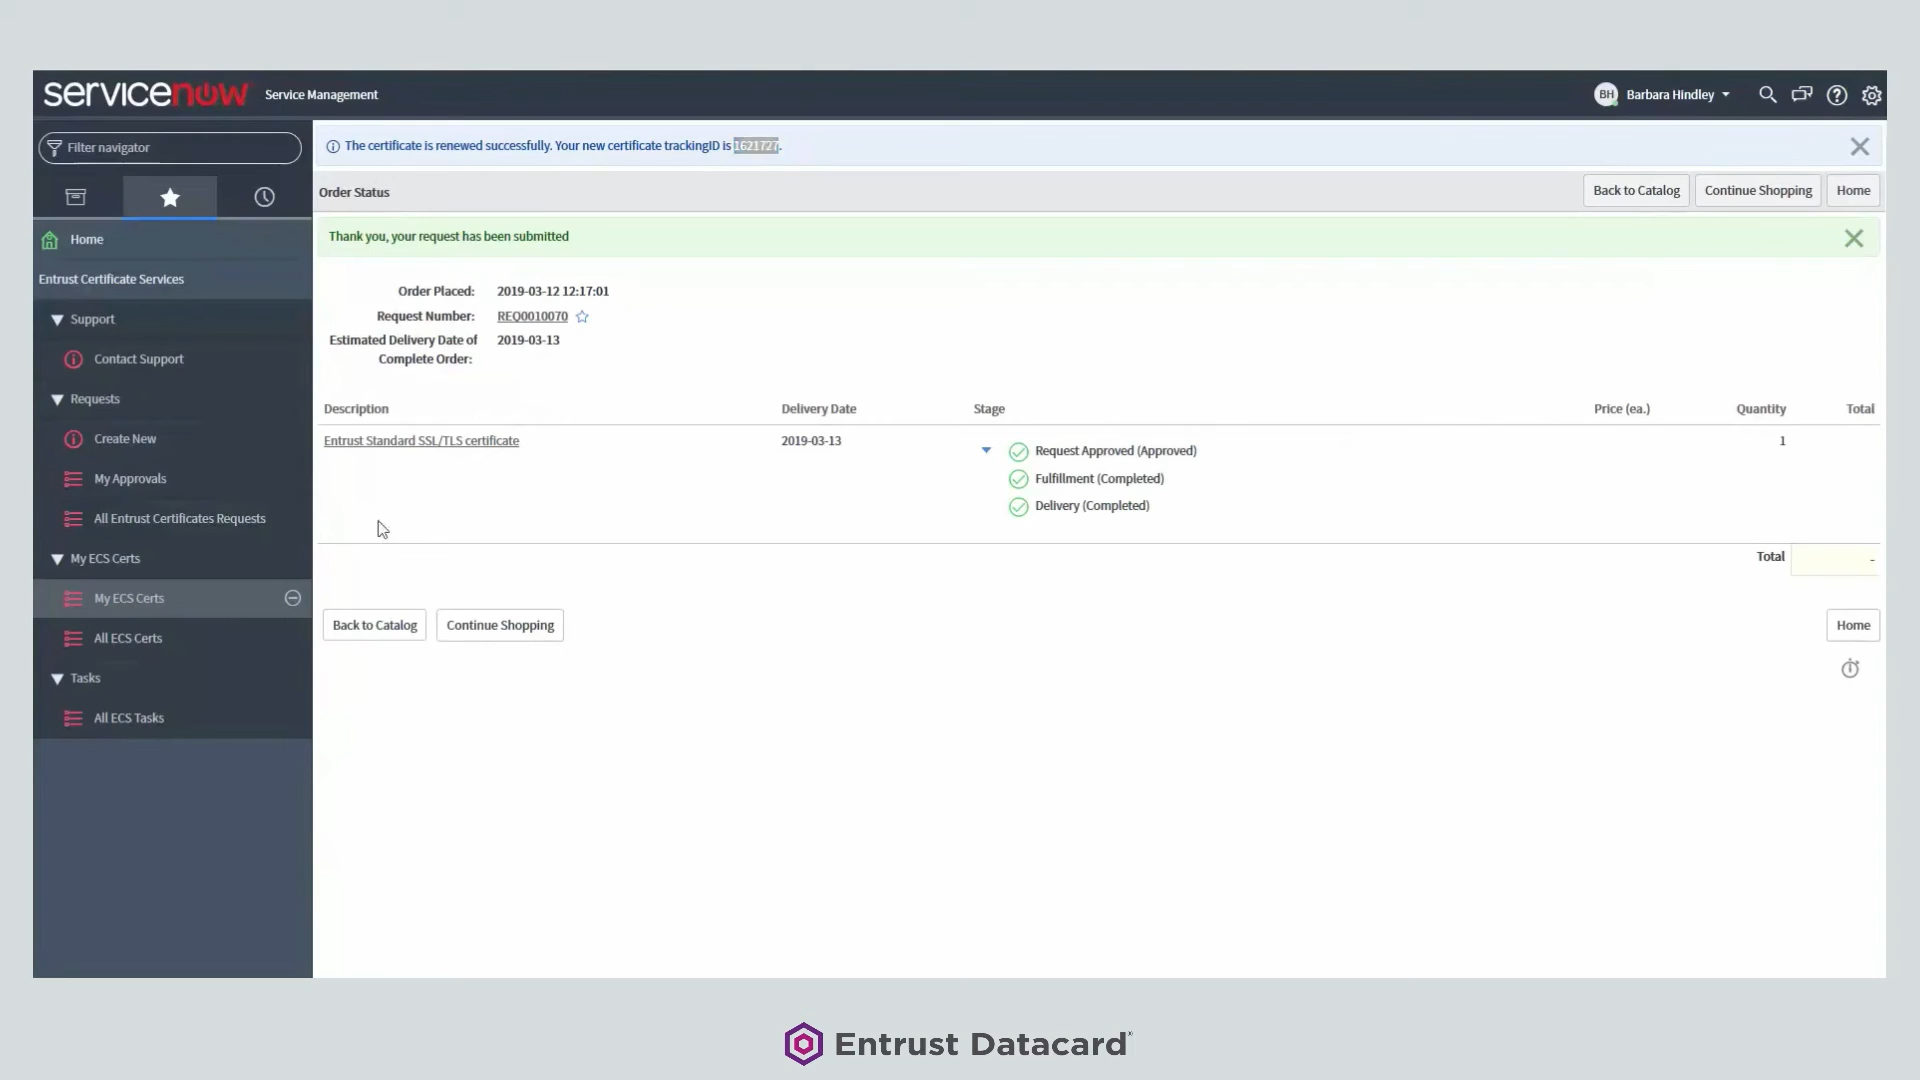 servicenow Service Management
BH Barbara Hindley
Filter navigator
The certificate is renewed successfully. Your new certificate trackingID is 1621727.
Order Status
Back to Catalog
Continue Shopping
Home
Thank you, your request has been submitted
Home
Entrust Certificate Services
Support
Contact Support
Requests
Create New
My Approvals
All Entrust Certificates Requests
My ECS Certs
My ECS Certs
All ECS Certs
Tasks
All ECS Tasks
Order Placed: 2019-03-12 12:17:01
Request Number: REQ0010070
Estimated Delivery Date of 2019-03-13
Complete Order:
Description Delivery Date Stage Price (ea.) Quantity Total
Entrust Standard SSL/TLS certificate 2019-03-13 Request Approved (Approved) 1
Fulfillment (Completed)
Delivery (Completed)
Total -
Back to Catalog
Continue Shopping
Home
Entrust Datacard